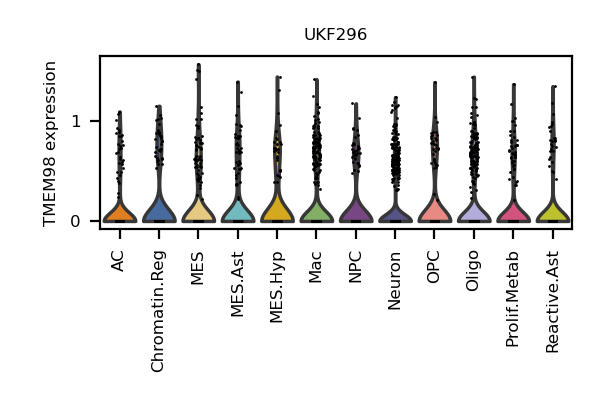 UKF296
TMEM98 expression
1
0
AC
Chromatin.Reg
MES
MES.Ast
MES.Hyp
Mac
NPC
Neuron
OPC
Oligo
Prolif.Metab
Reactive.Ast